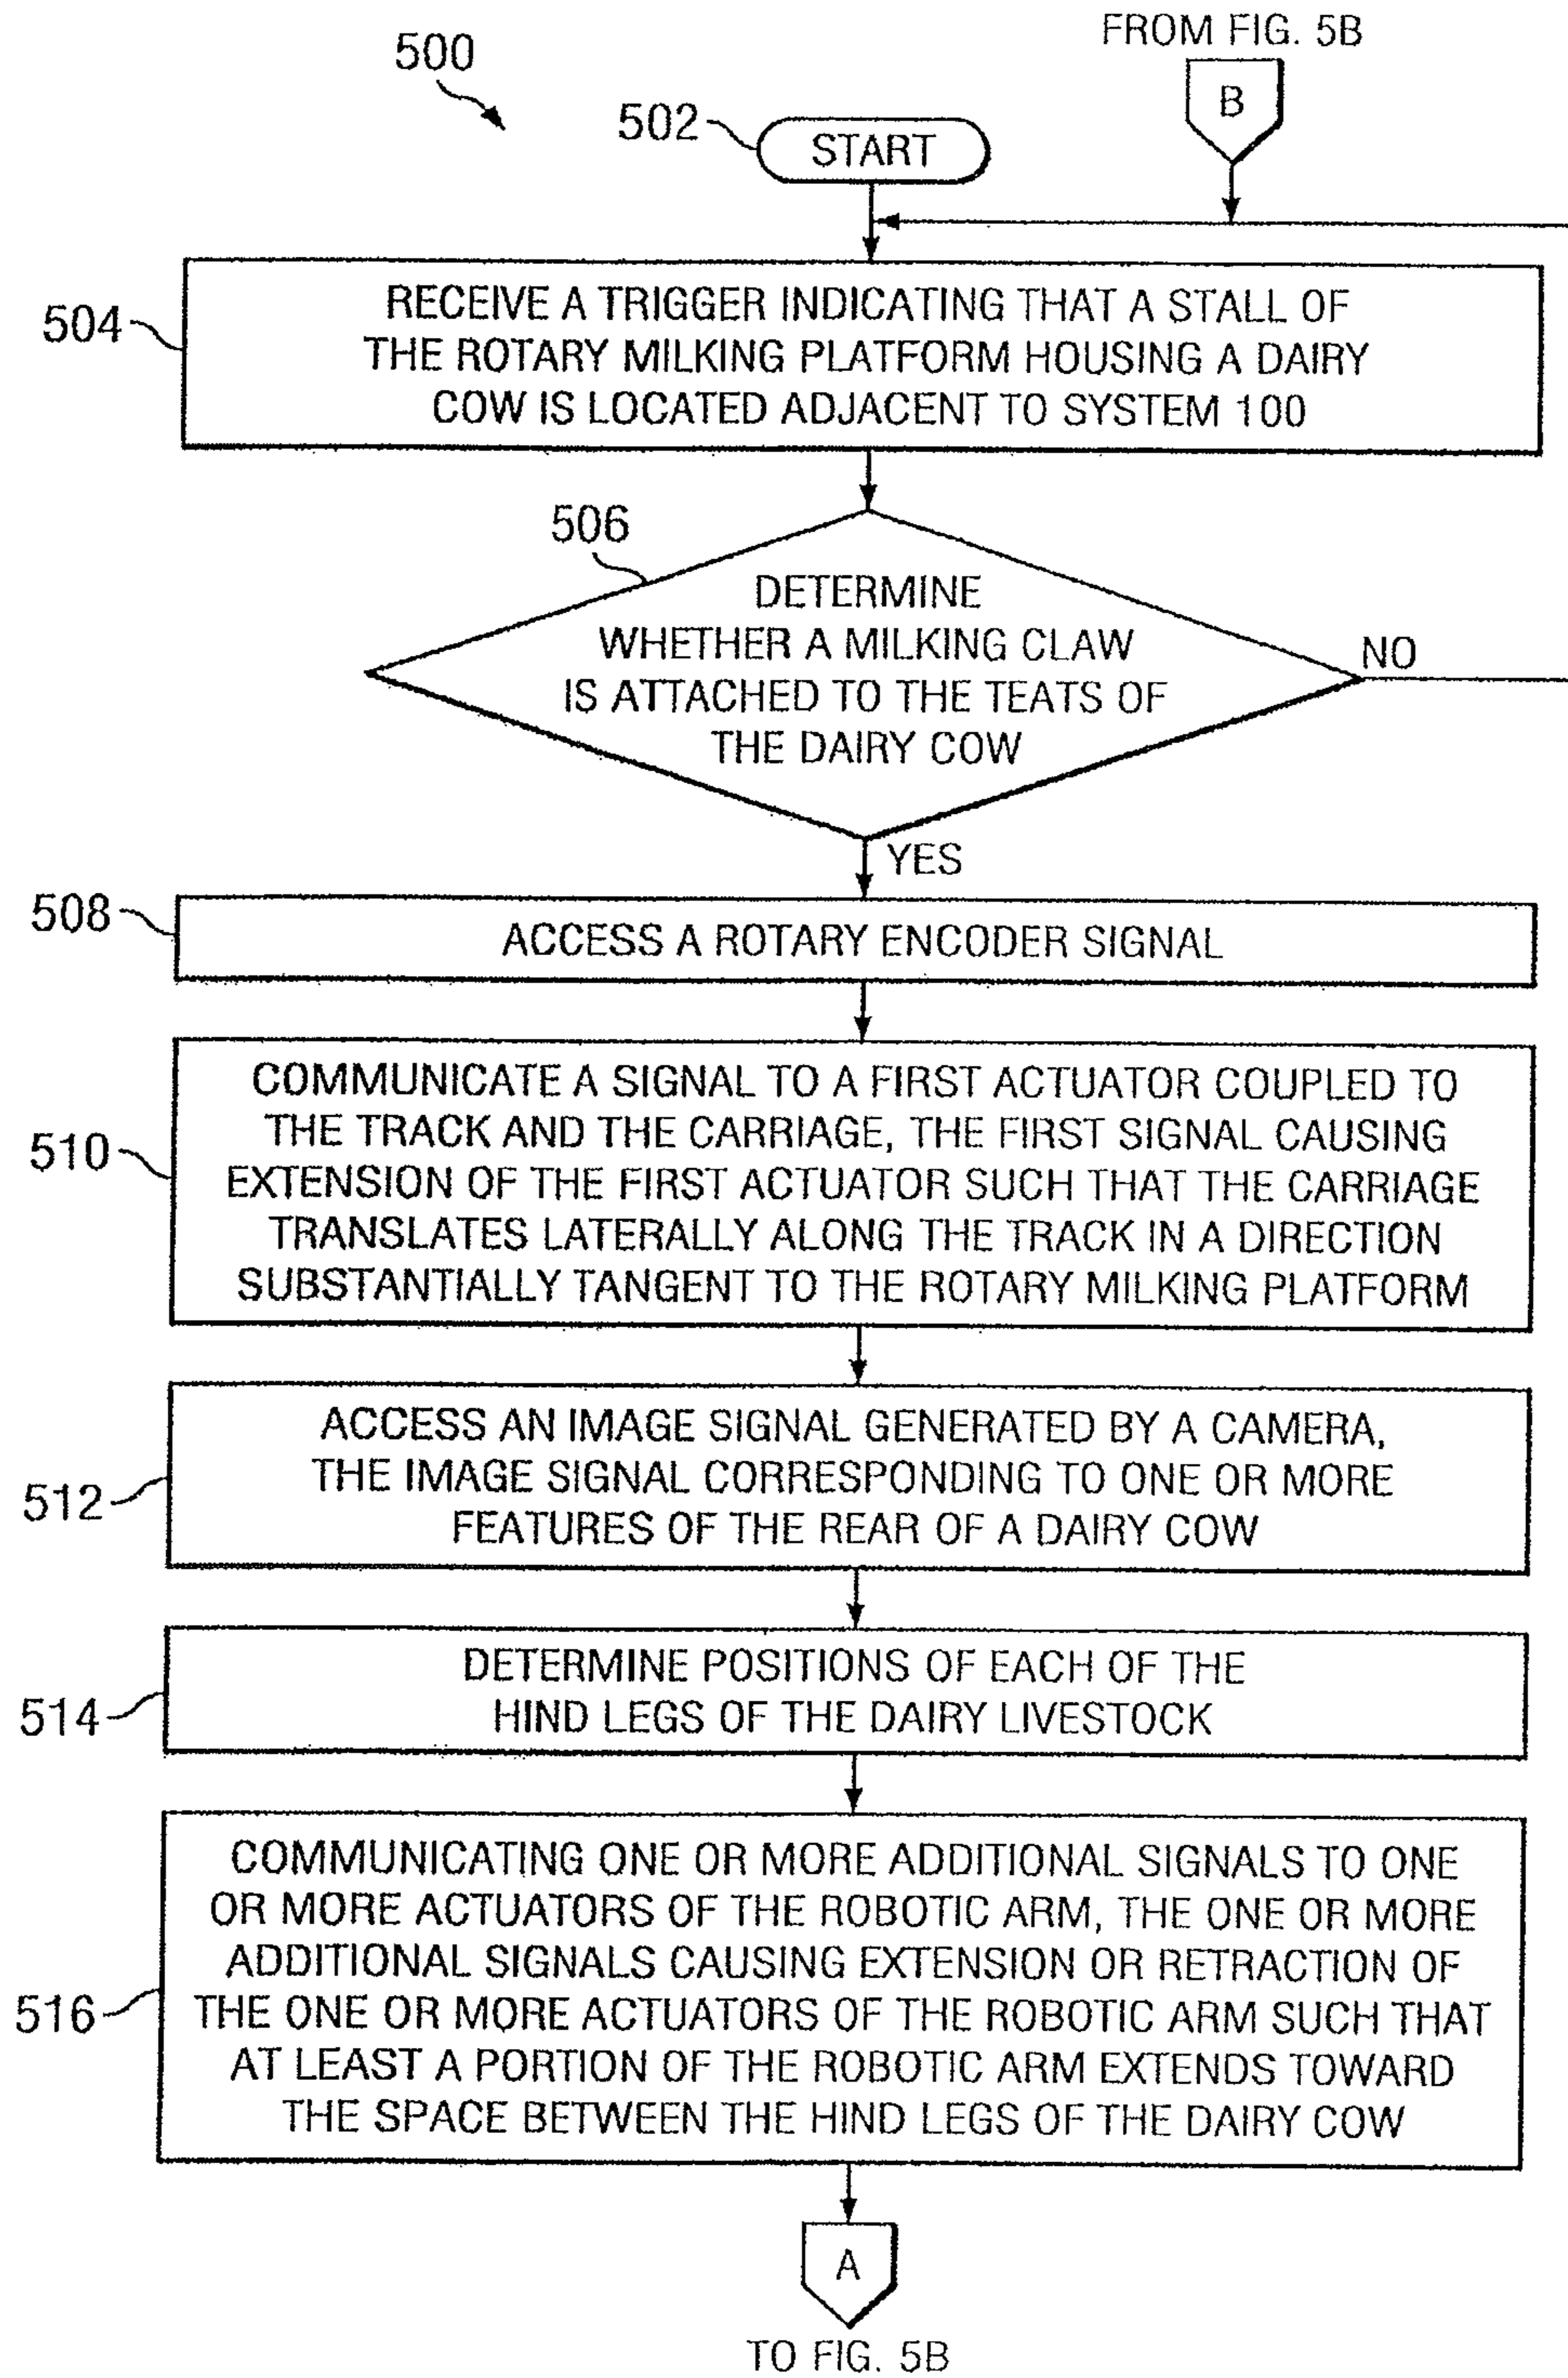 500
FROM FIG. 5B
B
502
START
504
RECEIVE A TRIGGER INDICATING THAT A STALL OF
THE ROTARY MILKING PLATFORM HOUSING A DAIRY
COW IS LOCATED ADJACENT TO SYSTEM 100
506
DETERMINE
WHETHER A MILKING CLAW
IS ATTACHED TO THE TEATS OF
THE DAIRY COW
NO
YES
508
ACCESS A ROTARY ENCODER SIGNAL
510
COMMUNICATE A SIGNAL TO A FIRST ACTUATOR COUPLED TO
THE TRACK AND THE CARRIAGE, THE FIRST SIGNAL CAUSING
EXTENSION OF THE FIRST ACTUATOR SUCH THAT THE CARRIAGE
TRANSLATES LATERALLY ALONG THE TRACK IN A DIRECTION
SUBSTANTIALLY TANGENT TO THE ROTARY MILKING PLATFORM
512
ACCESS AN IMAGE SIGNAL GENERATED BY A CAMERA,
THE IMAGE SIGNAL CORRESPONDING TO ONE OR MORE
FEATURES OF THE REAR OF A DAIRY COW
514
DETERMINE POSITIONS OF EACH OF THE
HIND LEGS OF THE DAIRY LIVESTOCK
516
COMMUNICATING ONE OR MORE ADDITIONAL SIGNALS TO ONE
OR MORE ACTUATORS OF THE ROBOTIC ARM, THE ONE OR MORE
ADDITIONAL SIGNALS CAUSING EXTENSION OR RETRACTION OF
THE ONE OR MORE ACTUATORS OF THE ROBOTIC ARM SUCH THAT
AT LEAST A PORTION OF THE ROBOTIC ARM EXTENDS TOWARD
THE SPACE BETWEEN THE HIND LEGS OF THE DAIRY COW
A
TO FIG. 5B